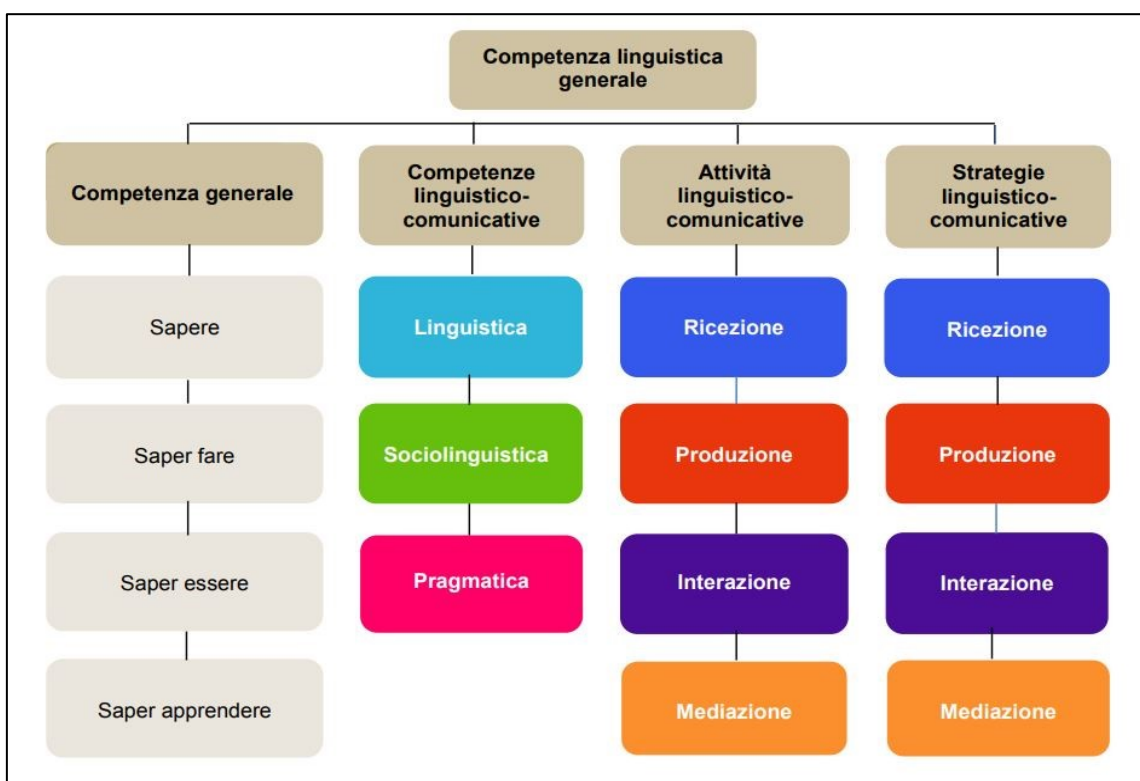 Competenza linguistica
generale
Competenza generale
Competenze
linguistico-
comunicative
Attività
linguistico-
comunicative
Strategie
linguistico-
comunicative
Sapere
Linguistica
Ricezione
Ricezione
Saper fare
Sociolinguistica
Produzione
Produzione
Saper essere
Pragmatica
Interazione
Interazione
Saper apprendere
Mediazione
Mediazione